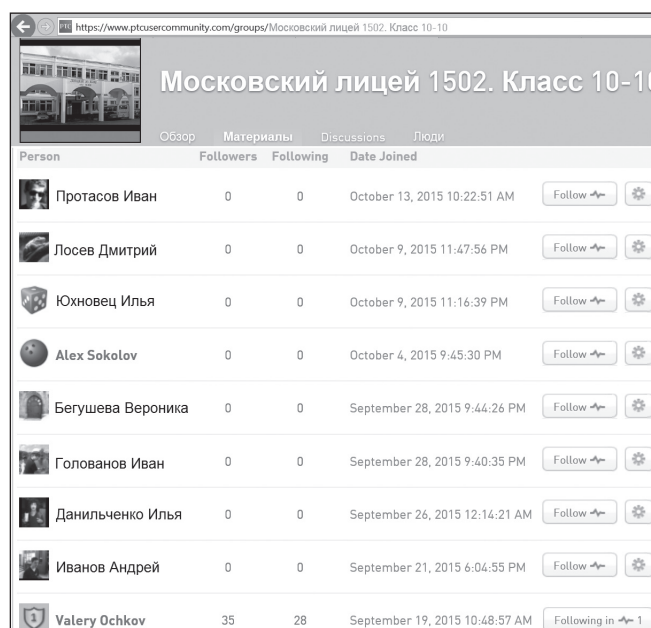 PTC https://www.ptcusercommunity.com/groups/Московский лицей 1502. Класс 10-10
Московский лицей 1502. Класс 10-10
Обзор Материалы Discussions Люди
Person Followers Following Date Joined
Протасов Иван 0 0 October 13, 2015 10:22:51 AM Follow
Лосев Дмитрий 0 0 October 9, 2015 11:47:56 PM Follow
Юхновец Илья 0 0 October 9, 2015 11:16:39 PM Follow
Alex Sokolov 0 0 October 4, 2015 9:45:30 PM Follow
Бегушева Вероника 0 0 September 28, 2015 9:44:26 PM Follow
Голованов Иван 0 0 September 28, 2015 9:40:35 PM Follow
Данильченко Илья 0 0 September 26, 2015 12:14:21 AM Follow
Иванов Андрей 0 0 September 21, 2015 6:04:55 PM Follow
1 Valery Ochkov 35 28 September 19, 2015 10:48:57 AM Following in 1